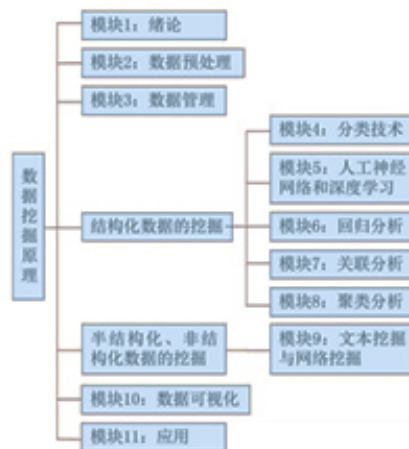 数据挖掘原理
模块1：绪论
模块2：数据预处理
模块3：数据管理
结构化数据的挖掘
模块4：分类技术
模块5：人工神经
网络和深度学习
模块6：回归分析
模块7：关联分析
模块8：聚类分析
半结构化、非结
构化数据的挖掘
模块9：文本挖掘
与网络挖掘
模块10：数据可视化
模块11：应用